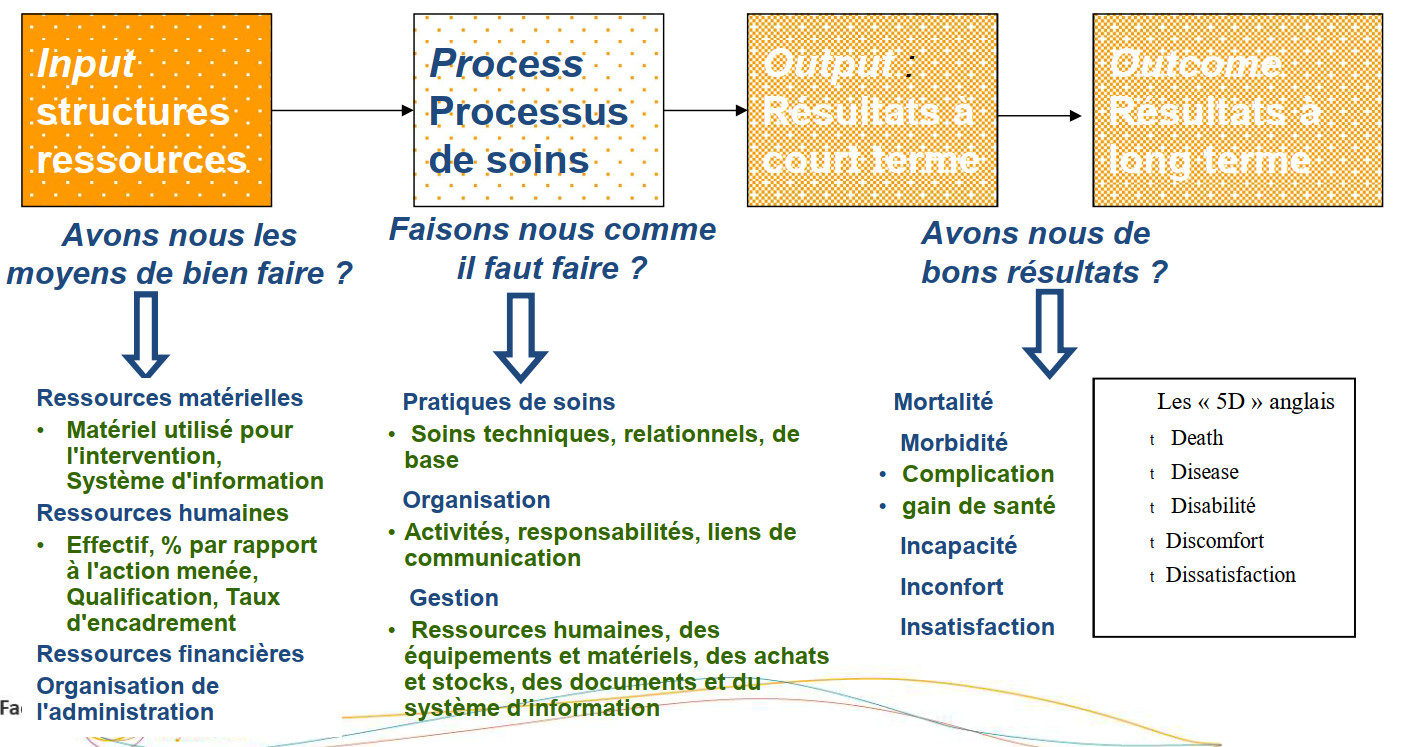 Input
structures
ressources
Process
Processus
de soins
Output :
Résultats à
court terme
Outcome
Résultats à
long terme
Avons nous les
moyens de bien faire ?
Faisons nous comme
il faut faire ?
Avons nous de
bons résultats ?
Ressources matérielles
• Matériel utilisé pour
l'intervention,
Système d'information
Ressources humaines
• Effectif, % par rapport
à l'action menée,
Qualification, Taux
d'encadrement
Ressources financières
Organisation de
l'administration
Pratiques de soins
• Soins techniques, relationnels, de
base
Organisation
• Activités, responsabilités, liens de
communication
Gestion
• Ressources humaines, des
équipements et matériels, des achats
et stocks, des documents et du
système d'information
Mortalité
Morbidité
• Complication
• gain de santé
Incapacité
Inconfort
Insatisfaction
Les « 5D » anglais
t Death
t Disease
t Disabilité
t Discomfort
t Dissatisfaction